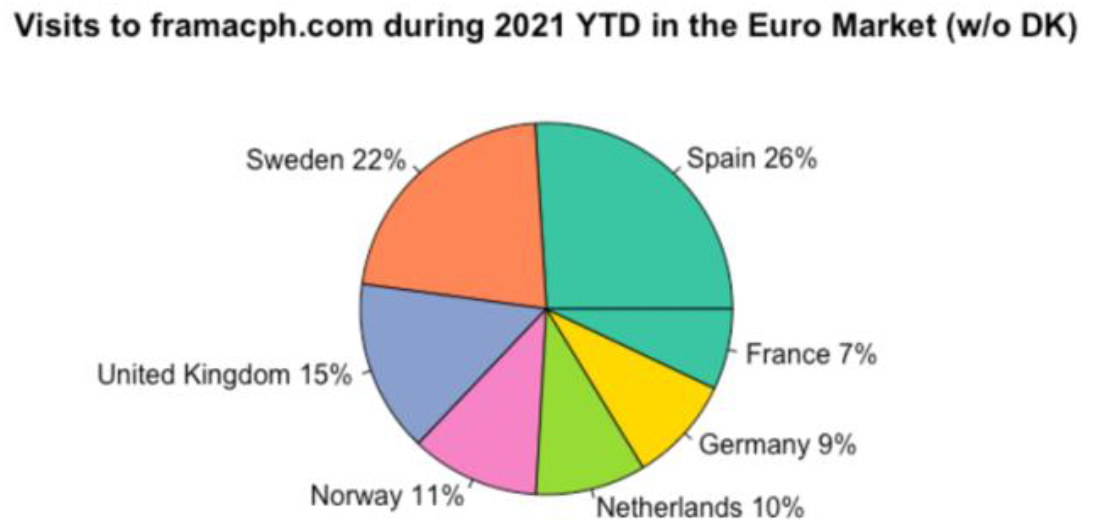 Visits to framacph.com during 2021 YTD in the Euro Market (w/o DK)
Sweden 22%
Spain 26%
France 7%
United Kingdom 15%
Germany 9%
Norway 11%
Netherlands 10%